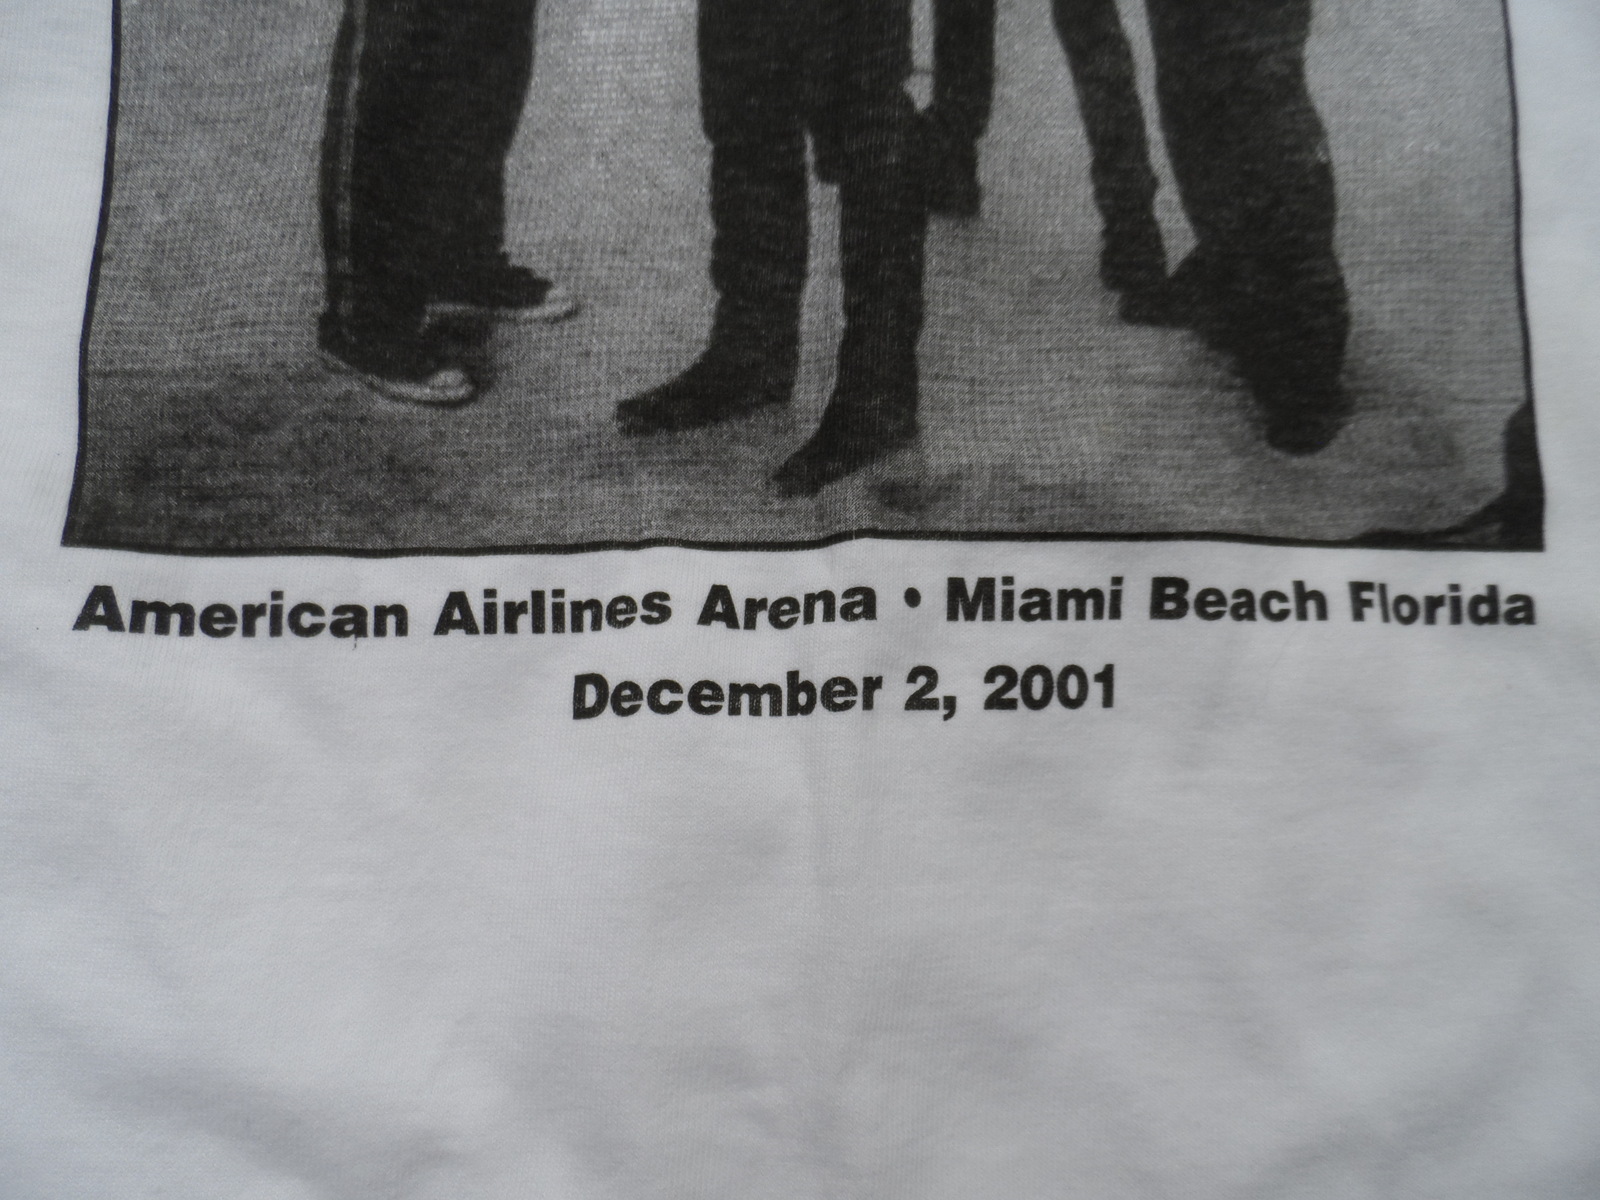 American Airlines Arena • Miami Beach Florida
December 2, 2001